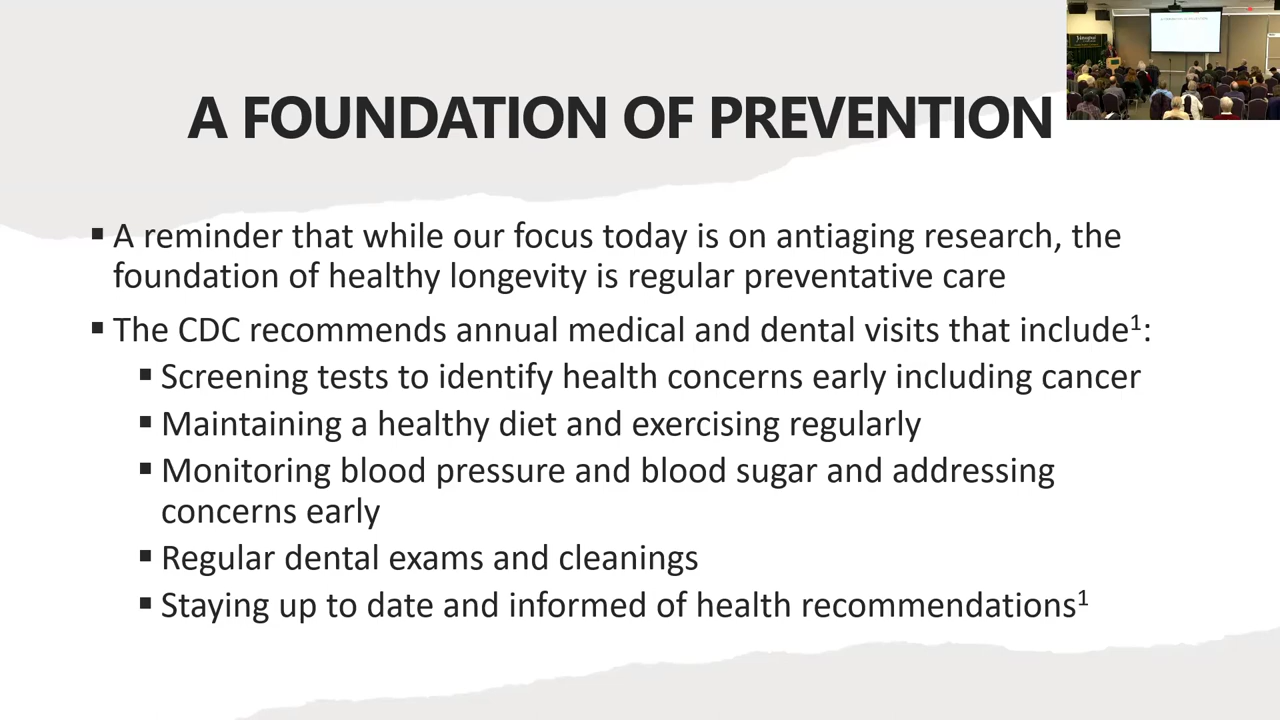 A FOUNDATION OF PREVENTION
▪ A reminder that while our focus today is on antiaging research, the
foundation of healthy longevity is regular preventative care
▪ The CDC recommends annual medical and dental visits that include¹:
▪ Screening tests to identify health concerns early including cancer
▪ Maintaining a healthy diet and exercising regularly
▪ Monitoring blood pressure and blood sugar and addressing
concerns early
▪ Regular dental exams and cleanings
▪ Staying up to date and informed of health recommendations¹